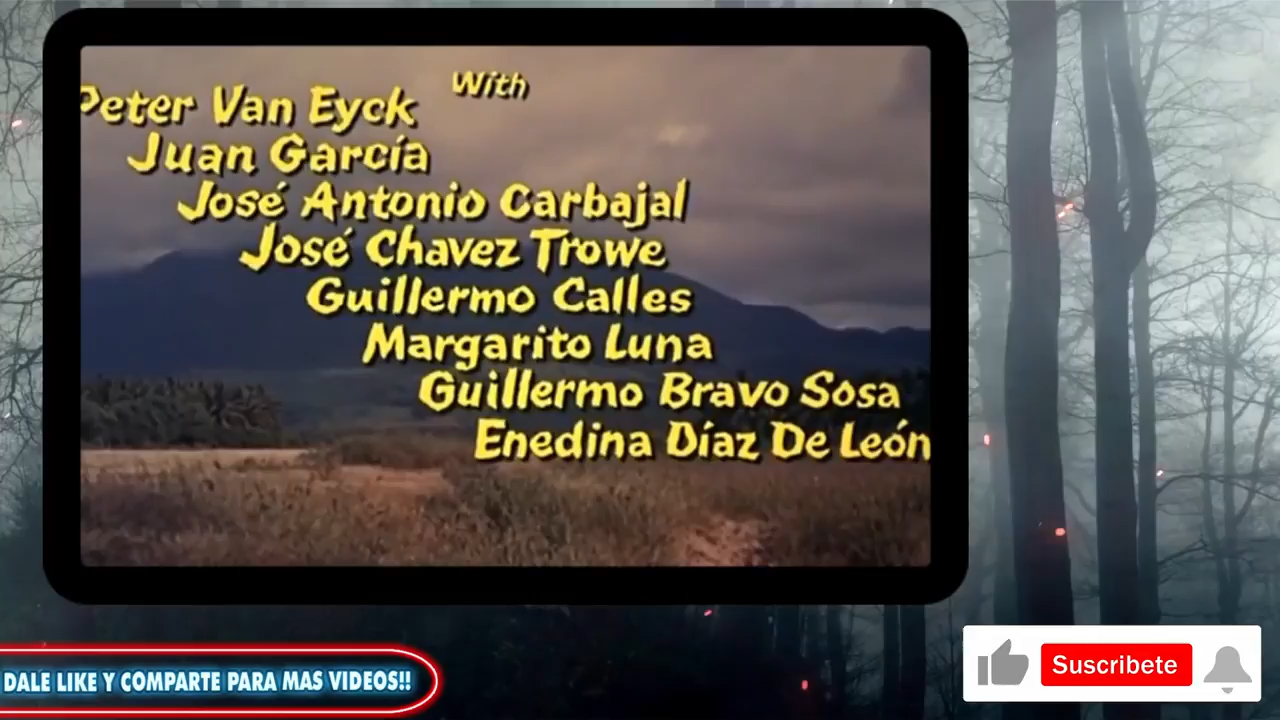 With
Peter Van Eyck
Juan García
José Antonio Carbajal
José Chavez Trowe
Guillermo Calles
Margarito Luna
Guillermo Bravo Sosa
Enedina Díaz De León
DALE LIKE Y COMPARTE PARA MAS VIDEOS!!
Suscribete